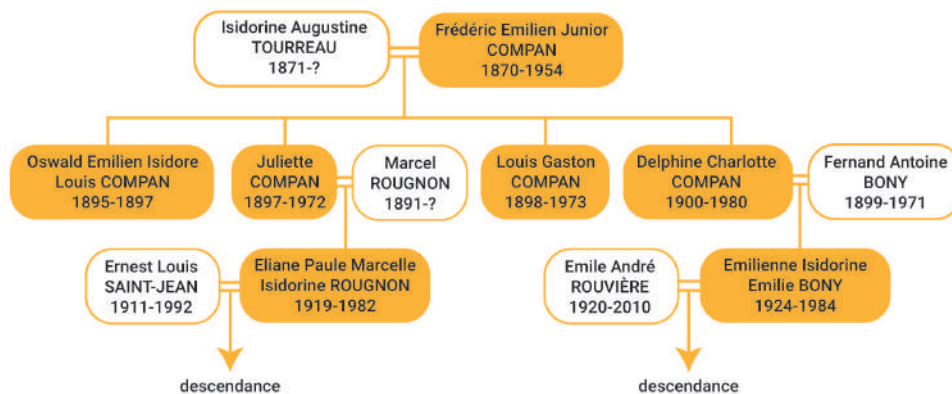 Isidorine Augustine
TOURREAU
1871-?
Frédéric Emilien Junior
COMPAN
1870-1954
Oswald Emilien Isidore
Louis COMPAN
1895-1897
Juliette
COMPAN
1897-1972
Marcel
ROUGNON
1891-?
Louis Gaston
COMPAN
1898-1973
Delphine Charlotte
COMPAN
1900-1980
Fernand Antoine
BONY
1899-1971
Ernest Louis
SAINT-JEAN
1911-1992
Eliane Paule Marcelle
Isidorine ROUGNON
1919-1982
Emile André
ROUVIÈRE
1920-2010
Emilienne Isidorine
Emilie BONY
1924-1984
descendance
descendance